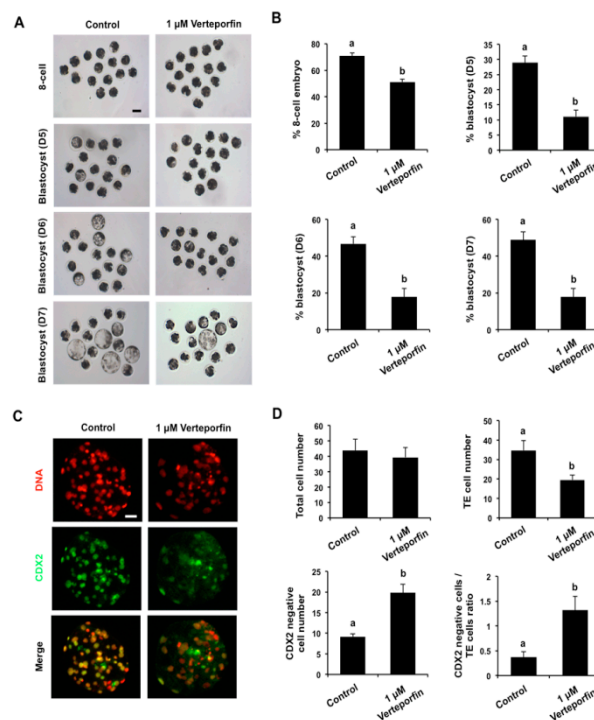 A
Control
1 µM Verteporfin
8-cell
Blastocyst (D5)
Blastocyst (D6)
Blastocyst (D7)
B
% 8-cell embryo
80
60
40
20
0
a
b
Control
1 µM
Verteporfin
% blastocyst (D5)
35
30
25
20
15
10
5
0
a
b
Control
1 µM
Verteporfin
% blastocyst (D6)
60
40
20
0
a
b
Control
1 µM
Verteporfin
% blastocyst (D7)
60
40
20
0
a
b
Control
1 µM
Verteporfin
C
Control
1 µM Verteporfin
DNA
CDX2
Merge
D
Total cell number
60
50
40
30
20
10
0
Control
1 µM
Verteporfin
TE cell number
50
40
30
20
10
0
a
b
Control
1 µM
Verteporfin
CDX2 negative
cell number
25
20
15
10
5
0
a
b
Control
1 µM
Verteporfin
CDX2 negative cells /
TE cells ratio
2
1.5
1
0.5
0
a
b
Control
1 µM
Verteporfin